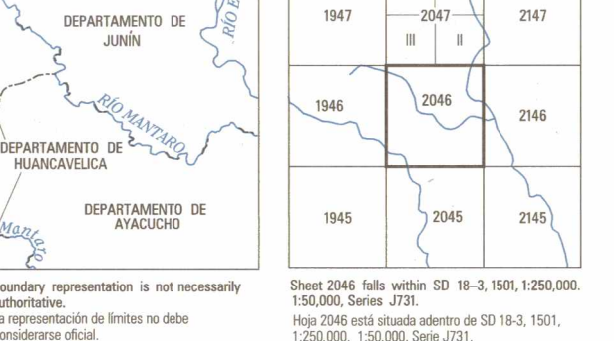 DEPARTAMENTO DE
JUNÍN
RÍO MANTARO
DEPARTAMENTO DE
HUANCAVELICA
DEPARTAMENTO DE
AYACUCHO
Mantaro
oundary representation is not necessarily
uthoritative.
a representación de límites no debe
onsiderarse oficial.
1947
2047
2147
III
II
1946
2046
2146
1945
2045
2145
Sheet 2046 falls within SD 18-3, 1501, 1:250,000.
1:50,000, Series J731.
Hoja 2046 está situada adentro de SD 18-3, 1501,
1:250,000, 1:50,000, Serie J731.